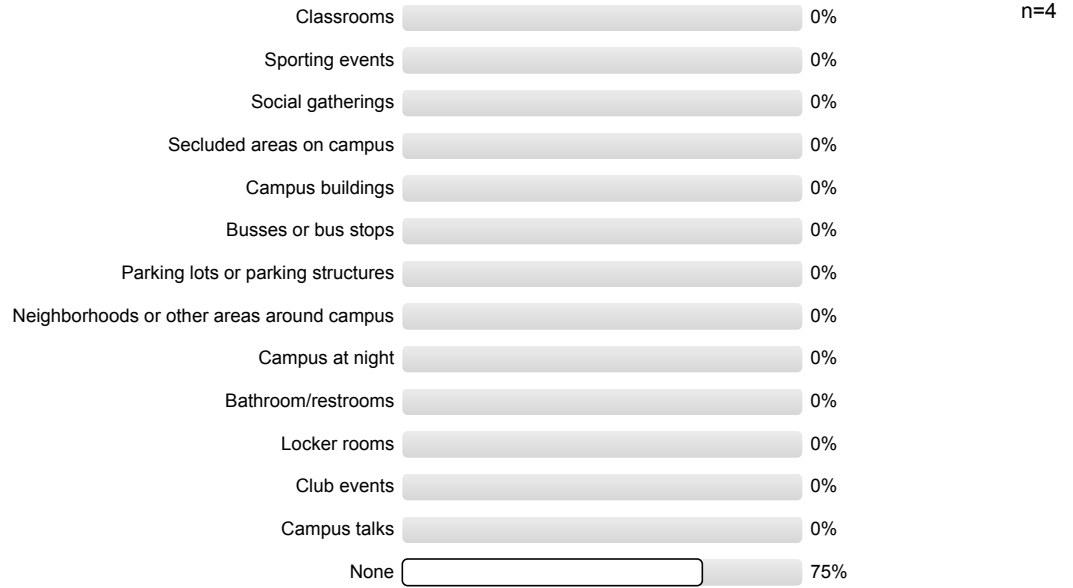 n=4
Classrooms 0%
Sporting events 0%
Social gatherings 0%
Secluded areas on campus 0%
Campus buildings 0%
Busses or bus stops 0%
Parking lots or parking structures 0%
Neighborhoods or other areas around campus 0%
Campus at night 0%
Bathroom/restrooms 0%
Locker rooms 0%
Club events 0%
Campus talks 0%
None 75%